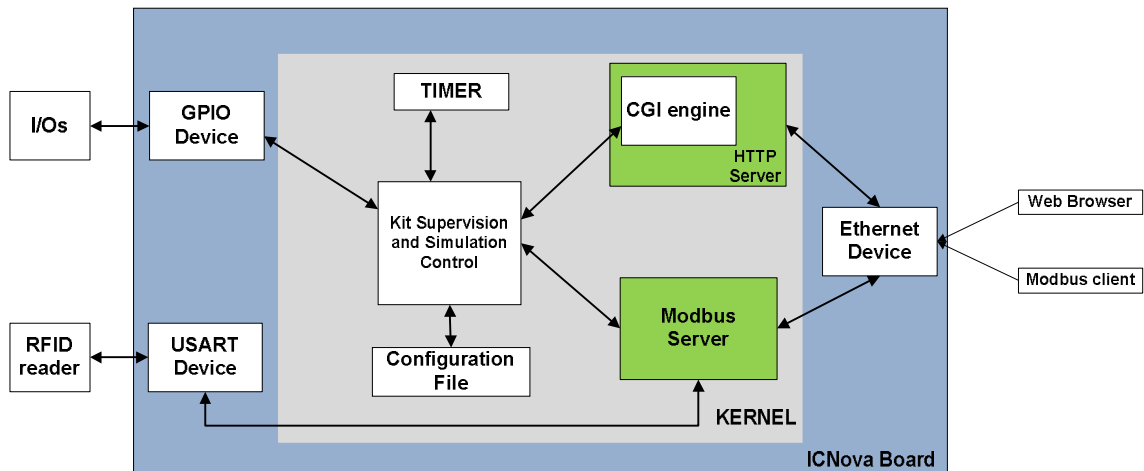 I/Os
GPIO
Device
TIMER
CGI engine
HTTP
Server
Kit Supervision
and Simulation
Control
Ethernet
Device
Web Browser
Modbus client
Modbus
Server
RFID
reader
USART
Device
Configuration
File
KERNEL
ICNova Board